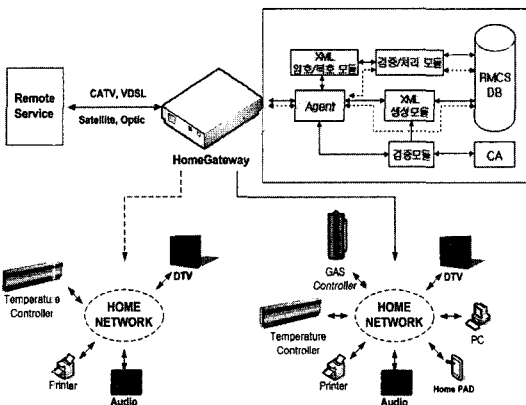 Remote
Service
CATV, VDSL
Satellite, Optic
HomeGateway
XML
암호/복호 모듈
검증/처리 모듈
RMCS
DB
Agent
XML
생성모듈
검증모듈
CA
DTV
Temperature
Controller
HOME
NETWORK
Printer
Audio
GAS
Controller
DTV
Temperature
Controller
HOME
NETWORK
PC
Printer
Audio
Home PAD